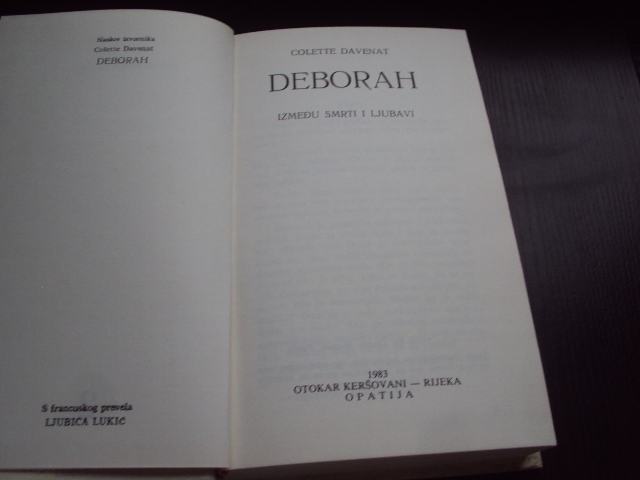 Naslov izvornika
Colette Davenat
DEBORAH
S francuskog prevela
LJUBICA LUKIĆ
COLETTE DAVENAT
DEBORAH
IZMEĐU SMRTI I LJUBAVI
1983
OTOKAR KERŠOVANI — RIJEKA
OPATIJA